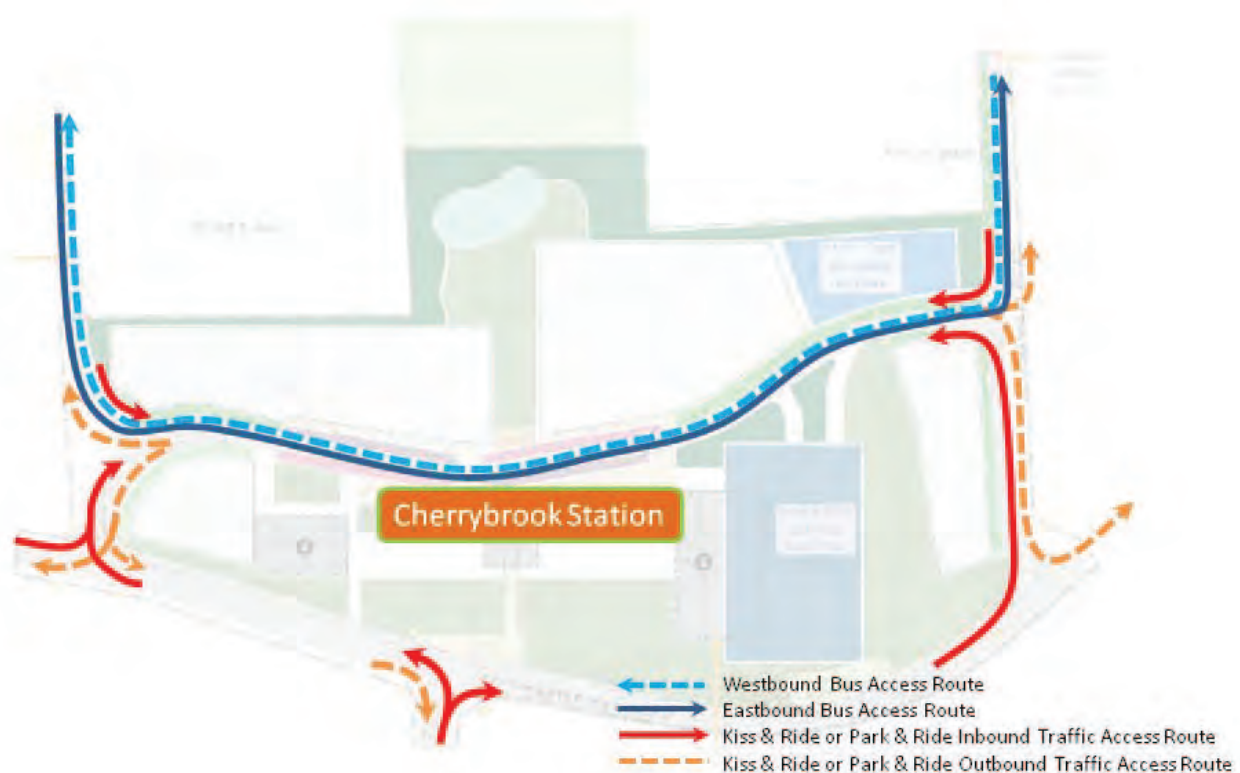 Cherrybrook Station
Westbound Bus Access Route
Eastbound Bus Access Route
Kiss & Ride or Park & Ride Inbound Traffic Access Route
Kiss & Ride or Park & Ride Outbound Traffic Access Route